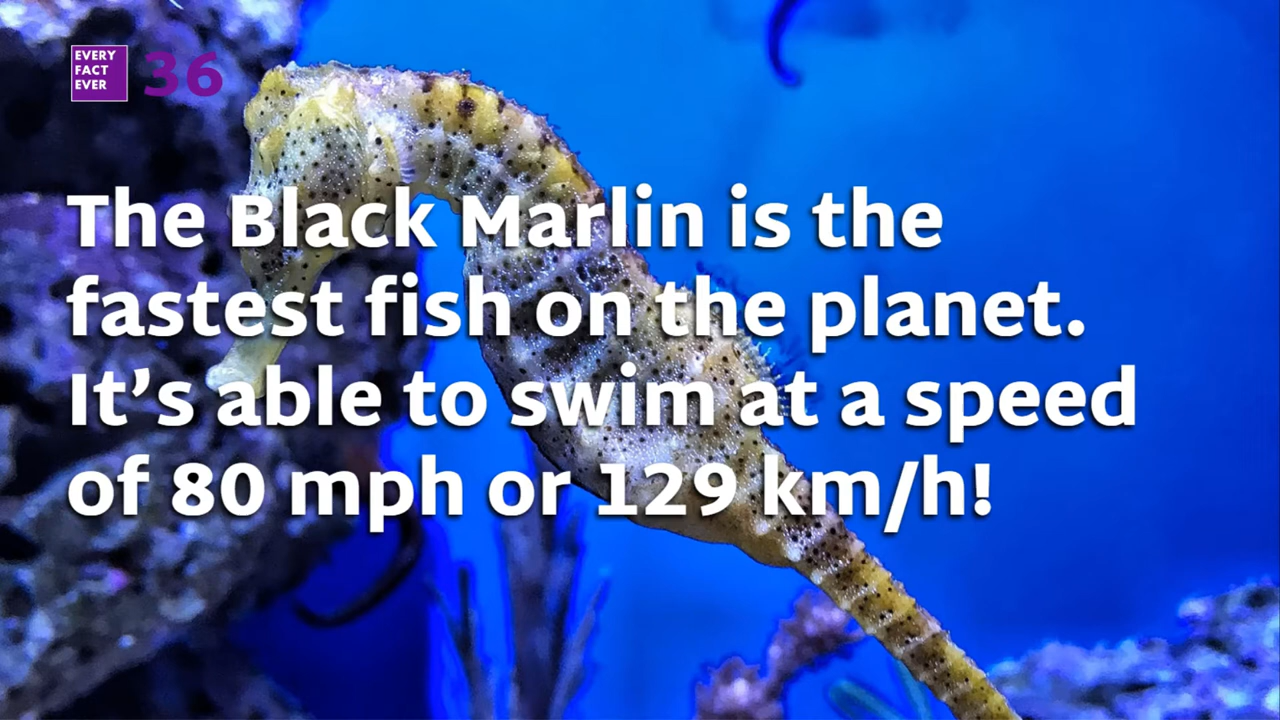 EVERY
FACT
EVER
36
The Black Marlin is the
fastest fish on the planet.
It’s able to swim at a speed
of 80 mph or 129 km/h!